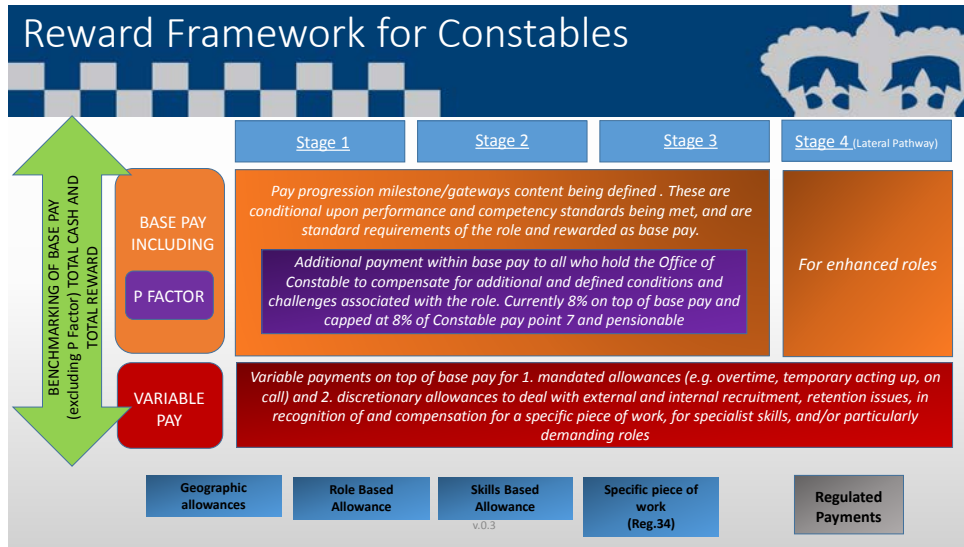 Reward Framework for Constables
Stage 1
Stage 2
Stage 3
Stage 4 (Lateral Pathway)
BENCHMARKING OF BASE PAY
(excluding P Factor) TOTAL CASH AND
TOTAL REWARD
BASE PAY
INCLUDING
P FACTOR
Pay progression milestone/gateways content being defined . These are
conditional upon performance and competency standards being met, and are
standard requirements of the role and rewarded as base pay.
Additional payment within base pay to all who hold the Office of
Constable to compensate for additional and defined conditions and
challenges associated with the role. Currently 8% on top of base pay and
capped at 8% of Constable pay point 7 and pensionable
For enhanced roles
VARIABLE
PAY
Variable payments on top of base pay for 1. mandated allowances (e.g. overtime, temporary acting up, on
call) and 2. discretionary allowances to deal with external and internal recruitment, retention issues, in
recognition of and compensation for a specific piece of work, for specialist skills, and/or particularly
demanding roles
Geographic
allowances
Role Based
Allowance
Skills Based
Allowance
v.0.3
Specific piece of
work
(Reg.34)
Regulated
Payments